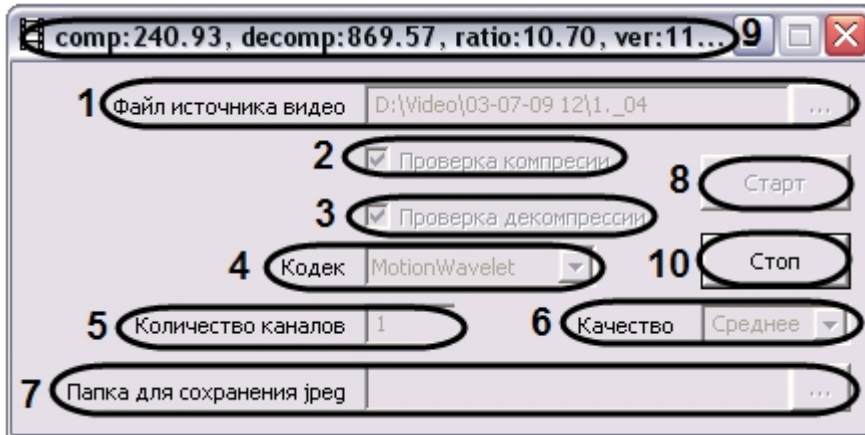 comp:240.93, decomp:869.57, ratio:10.70, ver:11... 9
1 Файл источника видео D:\Video\03-07-09 12\1._04 ...
2 Проверка компресии
8 Старт
3 Проверка декомпрессии
4 Кодек MotionWavelet
10 Стоп
5 Количество каналов 1
6 Качество Среднее
7 Папка для сохранения jpeg ...